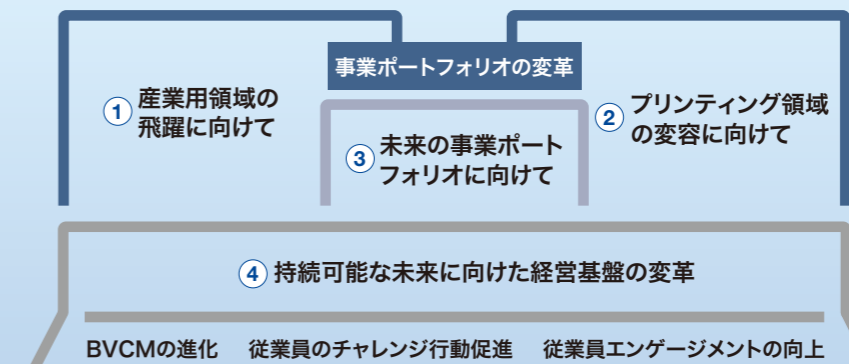 事業ポートフォリオの変革
① 産業用領域の
飛躍に向けて
② プリンティング領域
の変容に向けて
③ 未来の事業ポート
フォリオに向けて
④ 持続可能な未来に向けた経営基盤の変革
BVCMの進化 従業員のチャレンジ行動促進 従業員エンゲージメントの向上